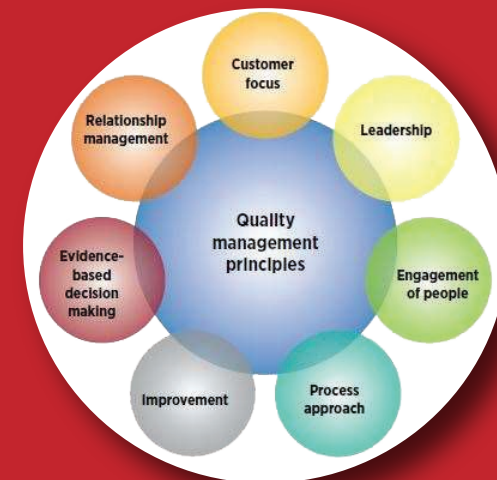 Customer
focus
Leadership
Engagement
of people
Process
approach
Improvement
Evidence-
based
decision
making
Relationship
management
Quality
management
principles